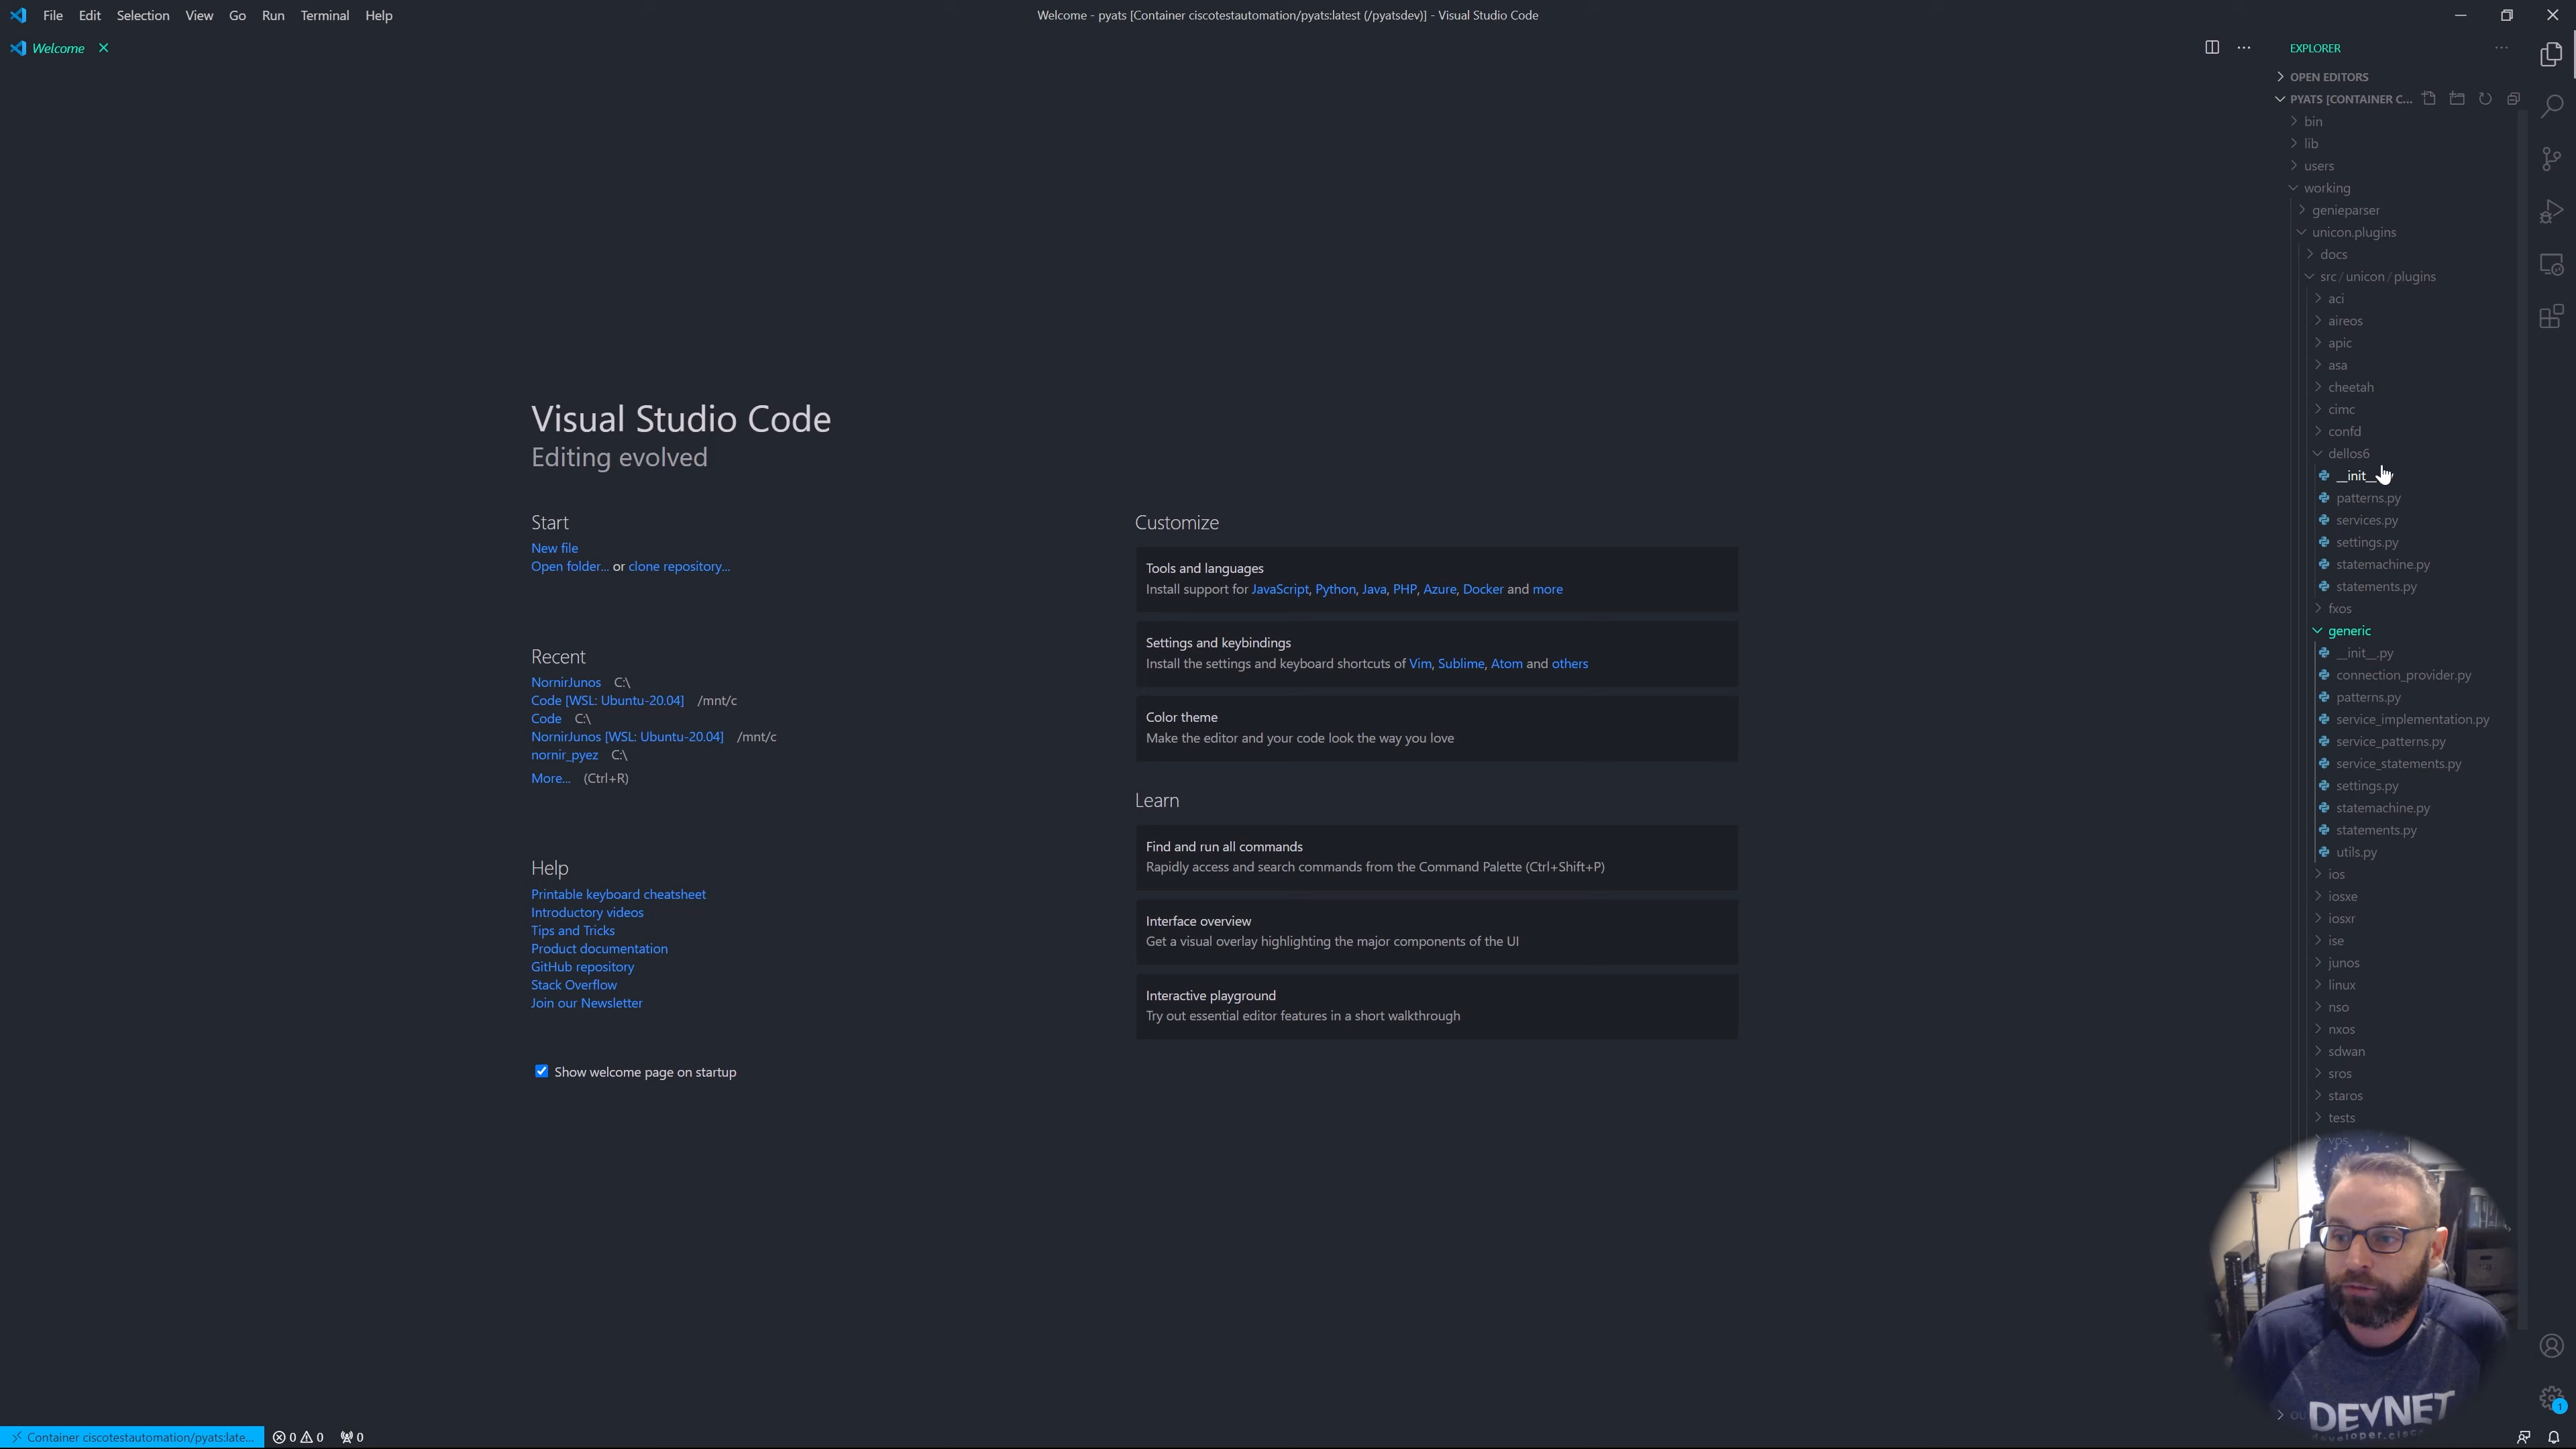 File Edit Selection View Go Run Terminal Help
Welcome - pyats [Container ciscotestautomation/pyats:latest (/pyatsdev)] - Visual Studio Code
Welcome
Visual Studio Code
Editing evolved
Start
New file
Open folder... or clone repository...
Recent
NornirJunos C:\
Code [WSL: Ubuntu-20.04] /mnt/c
Code C:\
NornirJunos [WSL: Ubuntu-20.04] /mnt/c
nornir_pyez C:\
More... (Ctrl+R)
Help
Printable keyboard cheatsheet
Introductory videos
Tips and Tricks
Product documentation
GitHub repository
Stack Overflow
Join our Newsletter
Show welcome page on startup
Customize
Tools and languages
Install support for JavaScript, Python, Java, PHP, Azure, Docker and more
Settings and keybindings
Install the settings and keyboard shortcuts of Vim, Sublime, Atom and others
Color theme
Make the editor and your code look the way you love
Learn
Find and run all commands
Rapidly access and search commands from the Command Palette (Ctrl+Shift+P)
Interface overview
Get a visual overlay highlighting the major components of the UI
Interactive playground
Try out essential editor features in a short walkthrough
EXPLORER
OPEN EDITORS
PYATS [CONTAINER C...
bin
lib
users
working
genieparser
unicon.plugins
docs
src / unicon / plugins
aci
aireos
apic
asa
cheetah
cimc
confd
dellos6
__init__
patterns.py
services.py
settings.py
statemachine.py
statements.py
fxos
generic
__init__.py
connection_provider.py
patterns.py
service_implementation.py
service_patterns.py
service_statements.py
settings.py
statemachine.py
statements.py
utils.py
ios
iosxe
iosxr
ise
junos
linux
nso
nxos
sdwan
sros
staros
tests
DEVNET
1
Container ciscotestautomation/pyats:late... 0 0 0